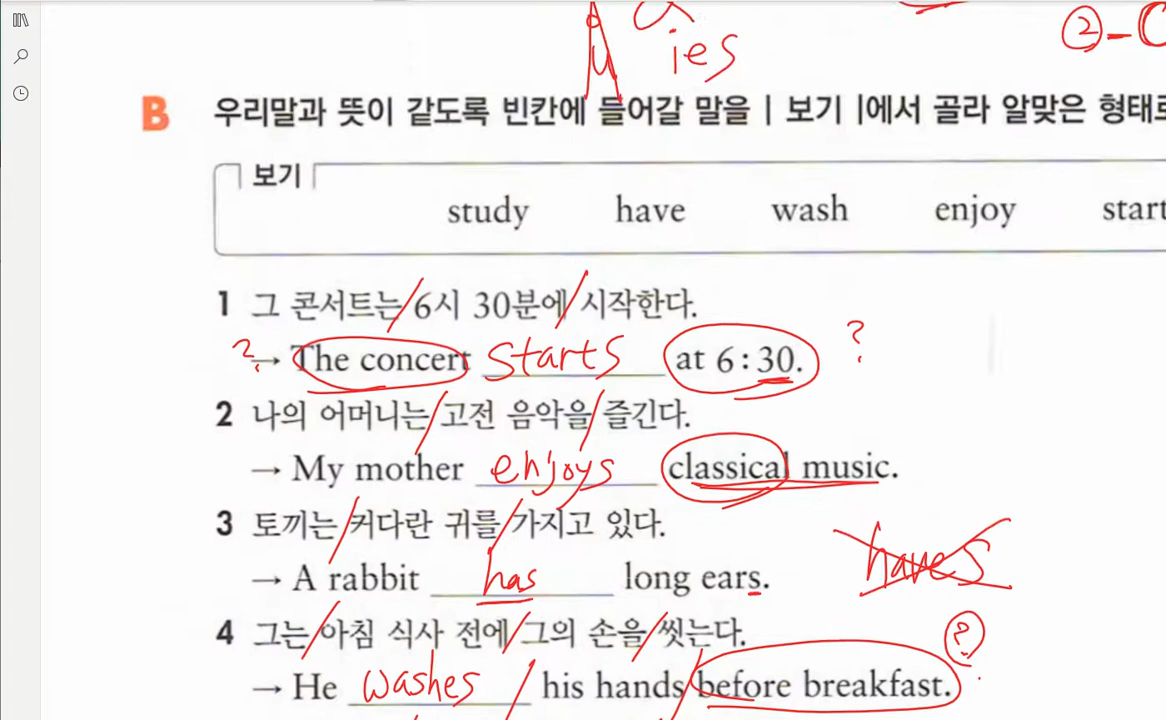 ies
②-
B 우리말과 뜻이 같도록 빈칸에 들어갈 말을 | 보기 |에서 골라 알맞은 형태로
보기
study have wash enjoy start
1 그 콘서트는/6시 30분에/시작한다.
? → The concert starts at 6:30. ?
2 나의 어머니는/고전 음악을/즐긴다.
→ My mother enjoys classical music.
3 토끼는/커다란 귀를/가지고 있다.
→ A rabbit has long ears. haves
4 그는/아침 식사 전에/그의 손을/씻는다. ?
→ He washes / his hands/before breakfast.